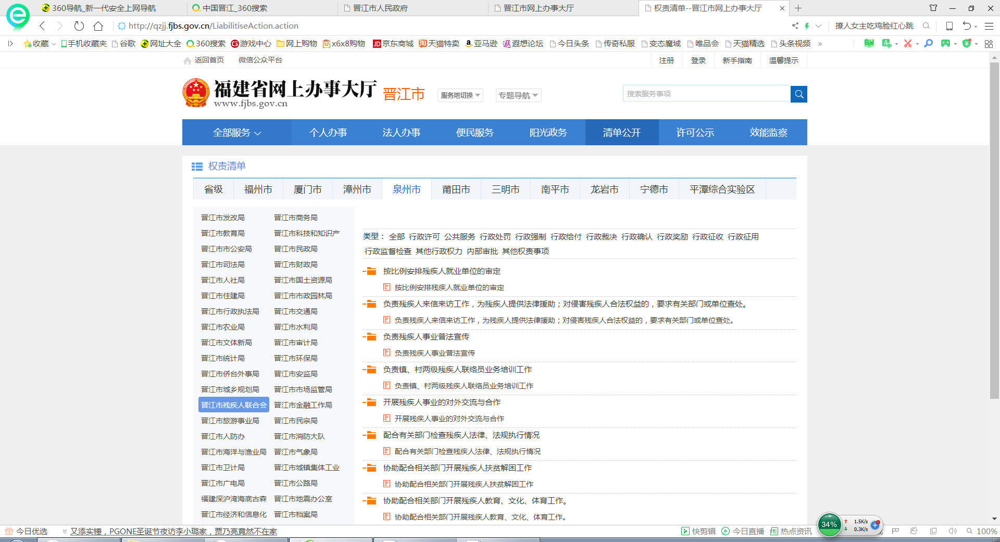 360导航_新一代安全上网导航
中国晋江_360搜索
晋江市人民政府
晋江市网上办事大厅
权责清单--晋江市网上办事大厅
http://qzjj.fjbs.gov.cn/LiabilitiseAction.action
撩人女主吃鸡脸红心跳
收藏 手机收藏夹 谷歌 网址大全 360搜索 游戏中心 网上购物 x6x8购物 京东商城 天猫特卖 亚马逊 遐想论坛 今日头条 传奇私服 变态魔域 唯品会 天猫精选 头条视频 »
返回首页 微信公众平台
注册 登录 新手指南 温馨提示
福建省网上办事大厅
www.fjbs.gov.cn
晋江市 服务地切换 专题导航
搜索服务事项
全部服务 个人办事 法人办事 便民服务 阳光政务 清单公开 许可公示 效能监察
权责清单
省级 福州市 厦门市 漳州市 泉州市 莆田市 三明市 南平市 龙岩市 宁德市 平潭综合实验区
晋江市发改局 晋江市商务局
晋江市教育局 晋江市科技和知识产
晋江市市公安局 晋江市民政局
晋江市司法局 晋江市财政局
晋江市人社局 晋江市国土资源局
晋江市住建局 晋江市市政园林局
晋江市行政执法局 晋江市交通局
晋江市农业局 晋江市水利局
晋江市文体新局 晋江市审计局
晋江市统计局 晋江市环保局
晋江市侨台外事局 晋江市安监局
晋江市城乡规划局 晋江市市场监管局
晋江市残疾人联合会 晋江市金融工作局
晋江市旅游事业局 晋江市民宗局
晋江市人防办 晋江市消防大队
晋江市海洋与渔业局 晋江市气象局
晋江市卫计局 晋江市城镇集体工业
晋江市广电局 晋江市公路局
福建深沪湾海底古森 晋江市地震办公室
晋江市经济和信息化 晋江市档案局
类型： 全部 行政许可 公共服务 行政处罚 行政强制 行政给付 行政裁决 行政确认 行政奖励 行政征收 行政征用
行政监督检查 其他行政权力 内部审批 其他权责事项
按比例安排残疾人就业单位的审定
按比例安排残疾人就业单位的审定
负责残疾人来信来访工作，为残疾人提供法律援助；对侵害残疾人合法权益的，要求有关部门或单位查处。
负责残疾人来信来访工作，为残疾人提供法律援助；对侵害残疾人合法权益的，要求有关部门或单位查处。
负责残疾人事业普法宣传
负责残疾人事业普法宣传
负责镇、村两级残疾人联络员业务培训工作
负责镇、村两级残疾人联络员业务培训工作
开展残疾人事业的对外交流与合作
开展残疾人事业的对外交流与合作
配合有关部门检查残疾人法律、法规执行情况
配合有关部门检查残疾人法律、法规执行情况
协助配合相关部门开展残疾人扶贫解困工作
协助配合相关部门开展残疾人扶贫解困工作
协助配合相关部门开展残疾人教育、文化、体育工作。
协助配合相关部门开展残疾人教育、文化、体育工作。
今日优选 又添实锤，PGONE圣诞节夜访李小璐家，贾乃亮竟然不在家
快剪辑 今日直播 热点资讯
34% 1.5K/s
0.3K/s
100%